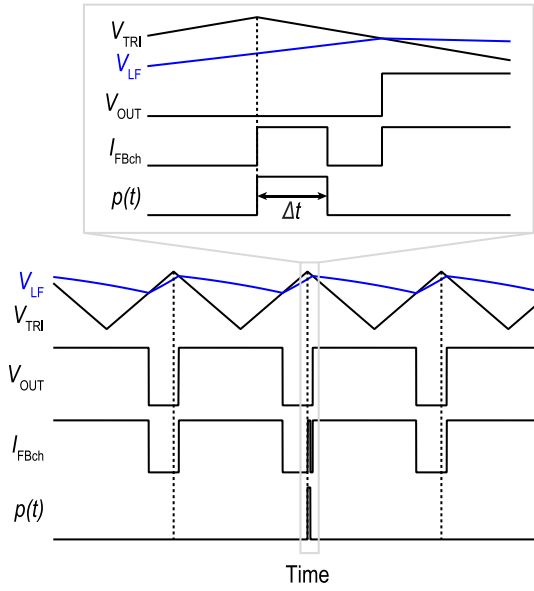 V_TRI
V_LF
V_OUT
I_FBch
p(t)
Δt
V_LF
V_TRI
V_OUT
I_FBch
p(t)
Time